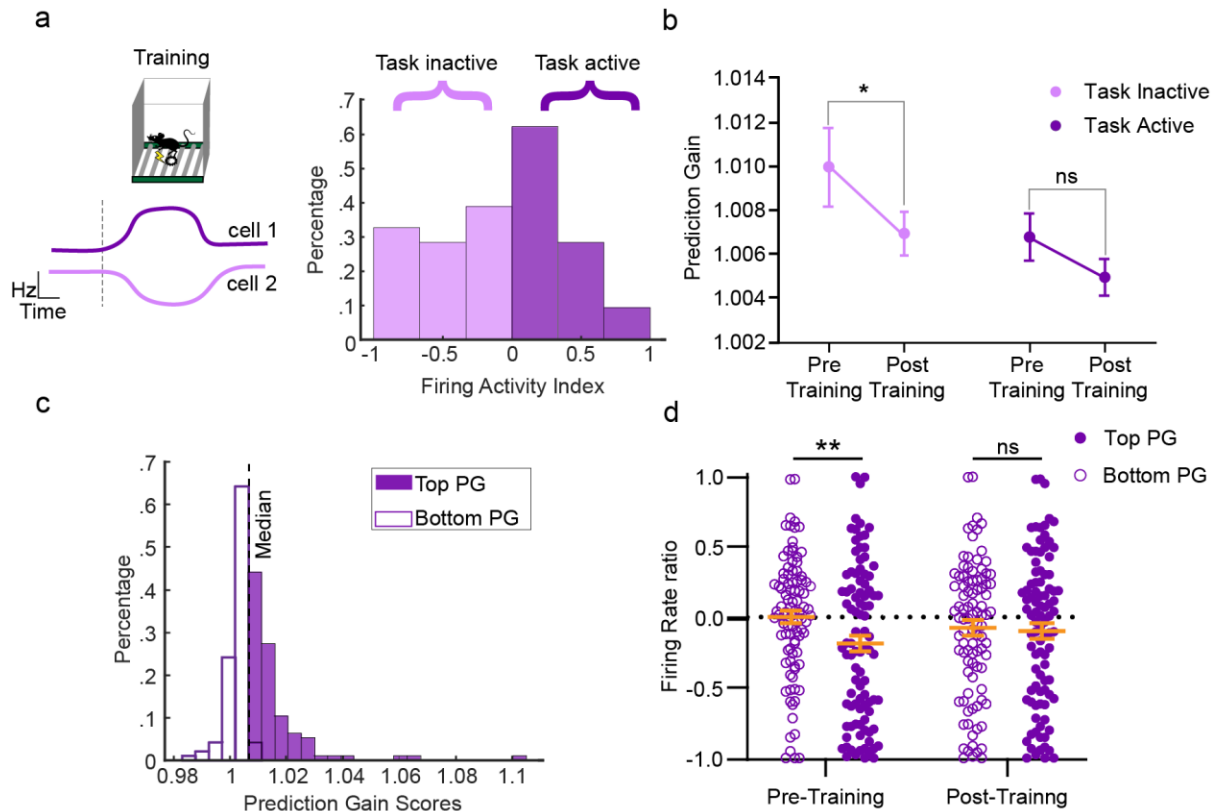 a
Training
cell 1
cell 2
Hz
Time
Task inactive
Task active
Percentage
.7
.6
.5
.4
.3
.2
.1
0
-1
-0.5
0
0.5
1
Firing Activity Index
b
Prediciton Gain
1.014
1.012
1.010
1.008
1.006
1.004
1.002
*
ns
Task Inactive
Task Active
Pre
Training
Post
Training
Pre
Training
Post
Training
c
Percentage
.7
.6
.5
.4
.3
.2
.1
0
Median
Top PG
Bottom PG
0.98
1
1.02
1.04
1.06
1.08
1.1
Prediction Gain Scores
d
Firing Rate ratio
1.0
0.5
0.0
-0.5
-1.0
**
ns
Top PG
Bottom PG
Pre-Training
Post-Trainng